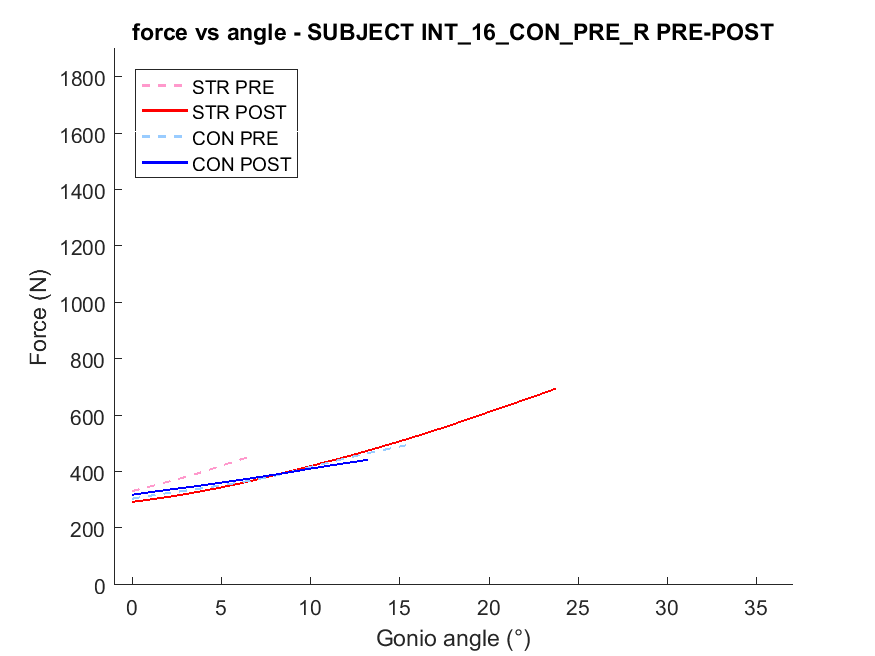 force vs angle - SUBJECT INT_16_CON_PRE_R PRE-POST
STR PRE
STR POST
CON PRE
CON POST
1800
1600
1400
1200
1000
800
600
400
200
0
Force (N)
0 5 10 15 20 25 30 35
Gonio angle (°)